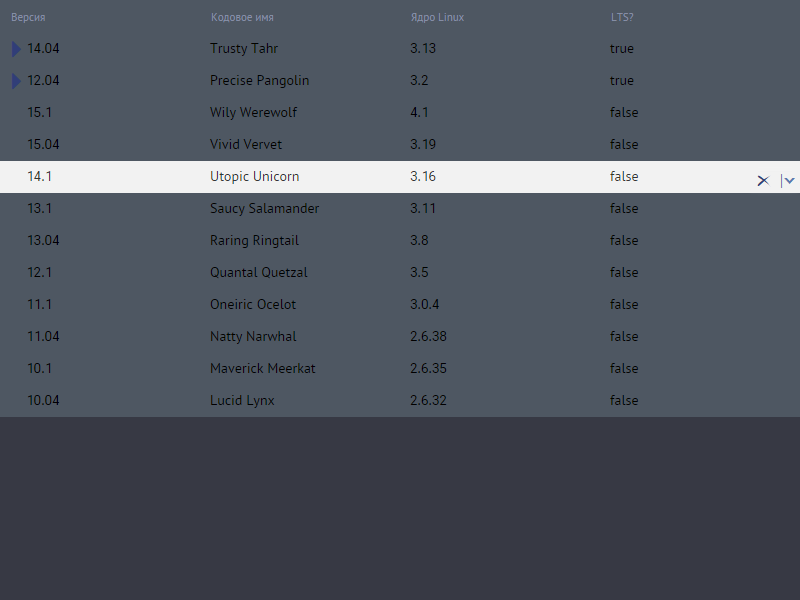 Версия Кодовое имя Ядро Linux LTS?
14.04 Trusty Tahr 3.13 true
12.04 Precise Pangolin 3.2 true
15.1 Wily Werewolf 4.1 false
15.04 Vivid Vervet 3.19 false
14.1 Utopic Unicorn 3.16 false
13.1 Saucy Salamander 3.11 false
13.04 Raring Ringtail 3.8 false
12.1 Quantal Quetzal 3.5 false
11.1 Oneiric Ocelot 3.0.4 false
11.04 Natty Narwhal 2.6.38 false
10.1 Maverick Meerkat 2.6.35 false
10.04 Lucid Lynx 2.6.32 false